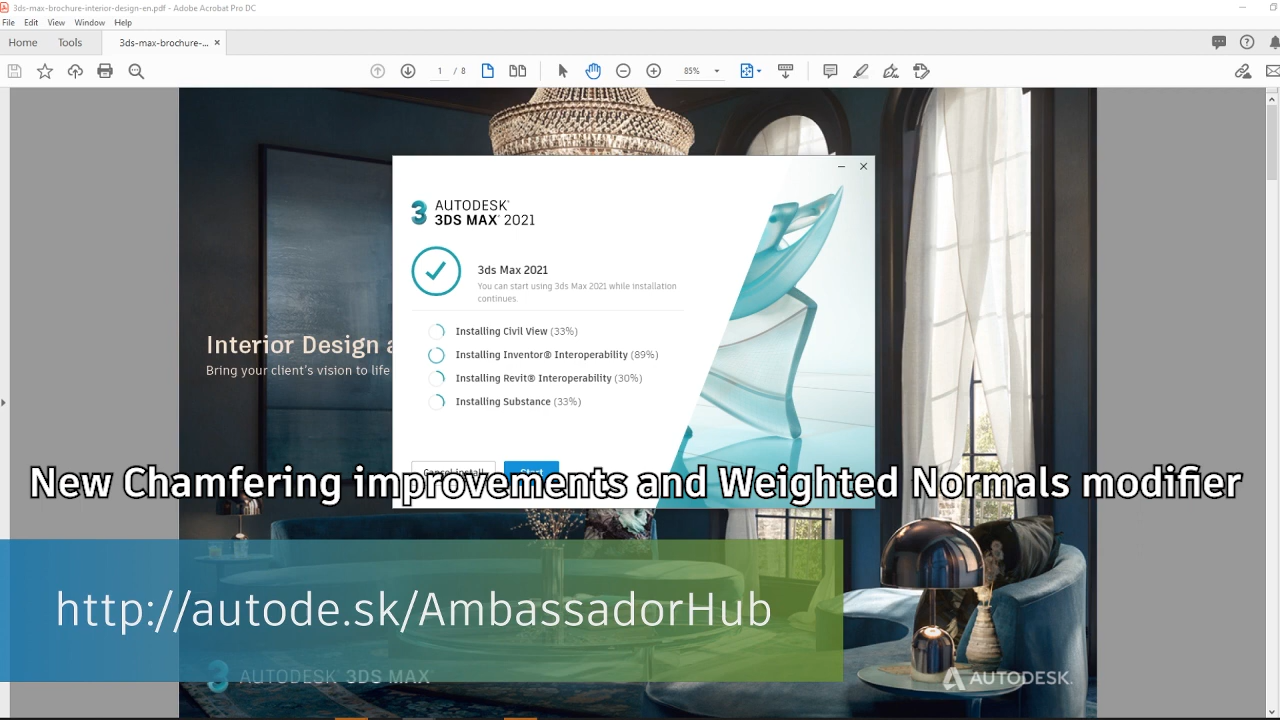 3ds-max-brochure-interior-design-en.pdf - Adobe Acrobat Pro DC
File Edit View Window Help
Home Tools 3ds-max-brochure-... ×
1 / 8 85%
AUTODESK®
3DS MAX® 2021
3ds Max 2021
You can start using 3ds Max 2021 while installation
continues.
Installing Civil View (33%)
Installing Inventor® Interoperability (89%)
Installing Revit® Interoperability (30%)
Installing Substance (33%)
Cancel install Start
Interior Design a
Bring your client's vision to life
New Chamfering improvements and Weighted Normals modifier
http://autode.sk/AmbassadorHub
AUTODESK® 3DS MAX®
AUTODESK.